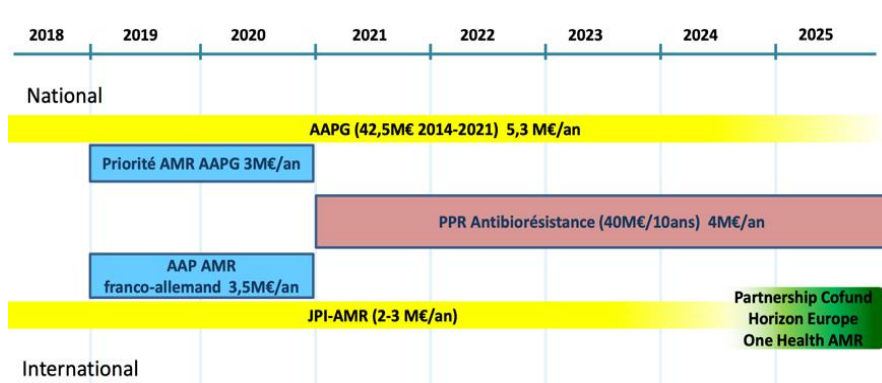 2018 2019 2020 2021 2022 2023 2024 2025
National
AAPG (42,5M€ 2014-2021) 5,3 M€/an
Priorité AMR AAPG 3M€/an
PPR Antibiorésistance (40M€/10ans) 4M€/an
AAP AMR
franco-allemand 3,5M€/an
JPI-AMR (2-3 M€/an)
Partnership Cofund
Horizon Europe
One Health AMR
International